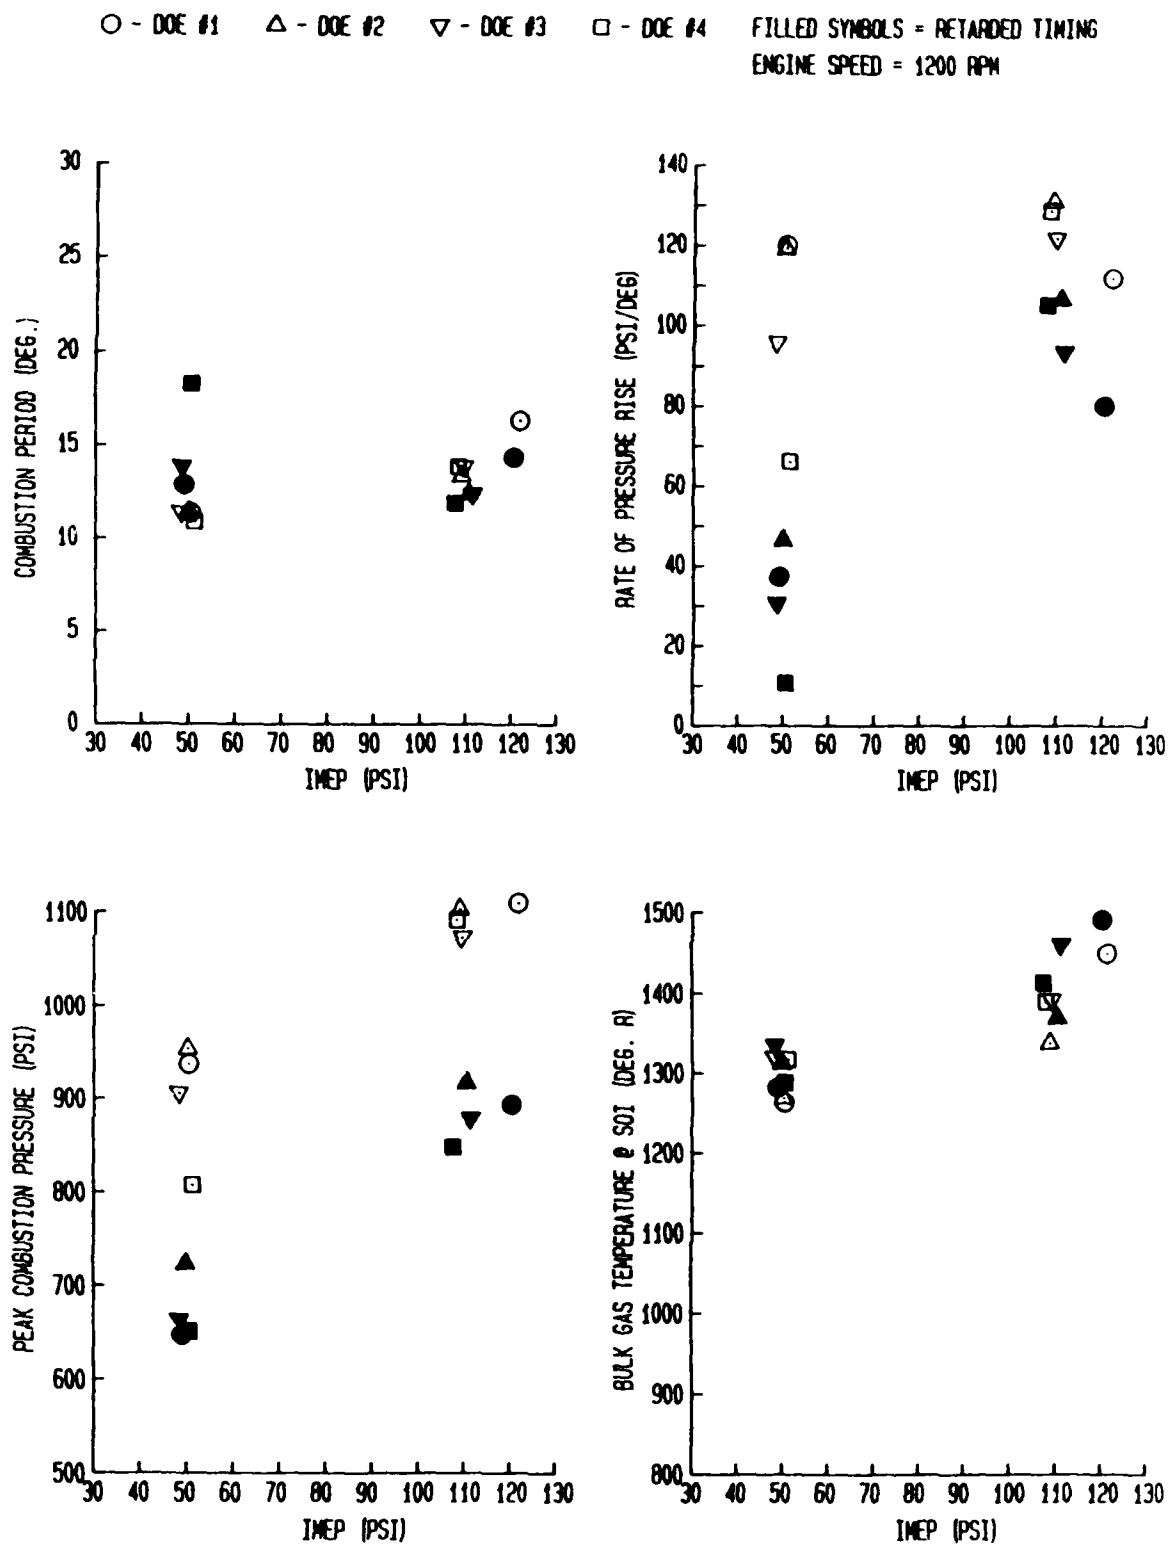 ○ - DOE #1 △ - DOE #2 ▽ - DOE #3 □ - DOE #4 FILLED SYMBOLS = RETARDED TIMING
ENGINE SPEED = 1200 RPM
30
25
20
15
10
5
0
COMBUSTION PERIOD (DEG.)
30 40 50 60 70 80 90 100 110 120 130
IMEP (PSI)
140
120
100
80
60
40
20
0
RATE OF PRESSURE RISE (PSI/DEG)
30 40 50 60 70 80 90 100 110 120 130
IMEP (PSI)
1100
1000
900
800
700
600
500
PEAK COMBUSTION PRESSURE (PSI)
30 40 50 60 70 80 90 100 110 120 130
IMEP (PSI)
1500
1400
1300
1200
1100
1000
900
800
BULK GAS TEMPERATURE @ SOI (DEG. R)
30 40 50 60 70 80 90 100 110 120 130
IMEP (PSI)